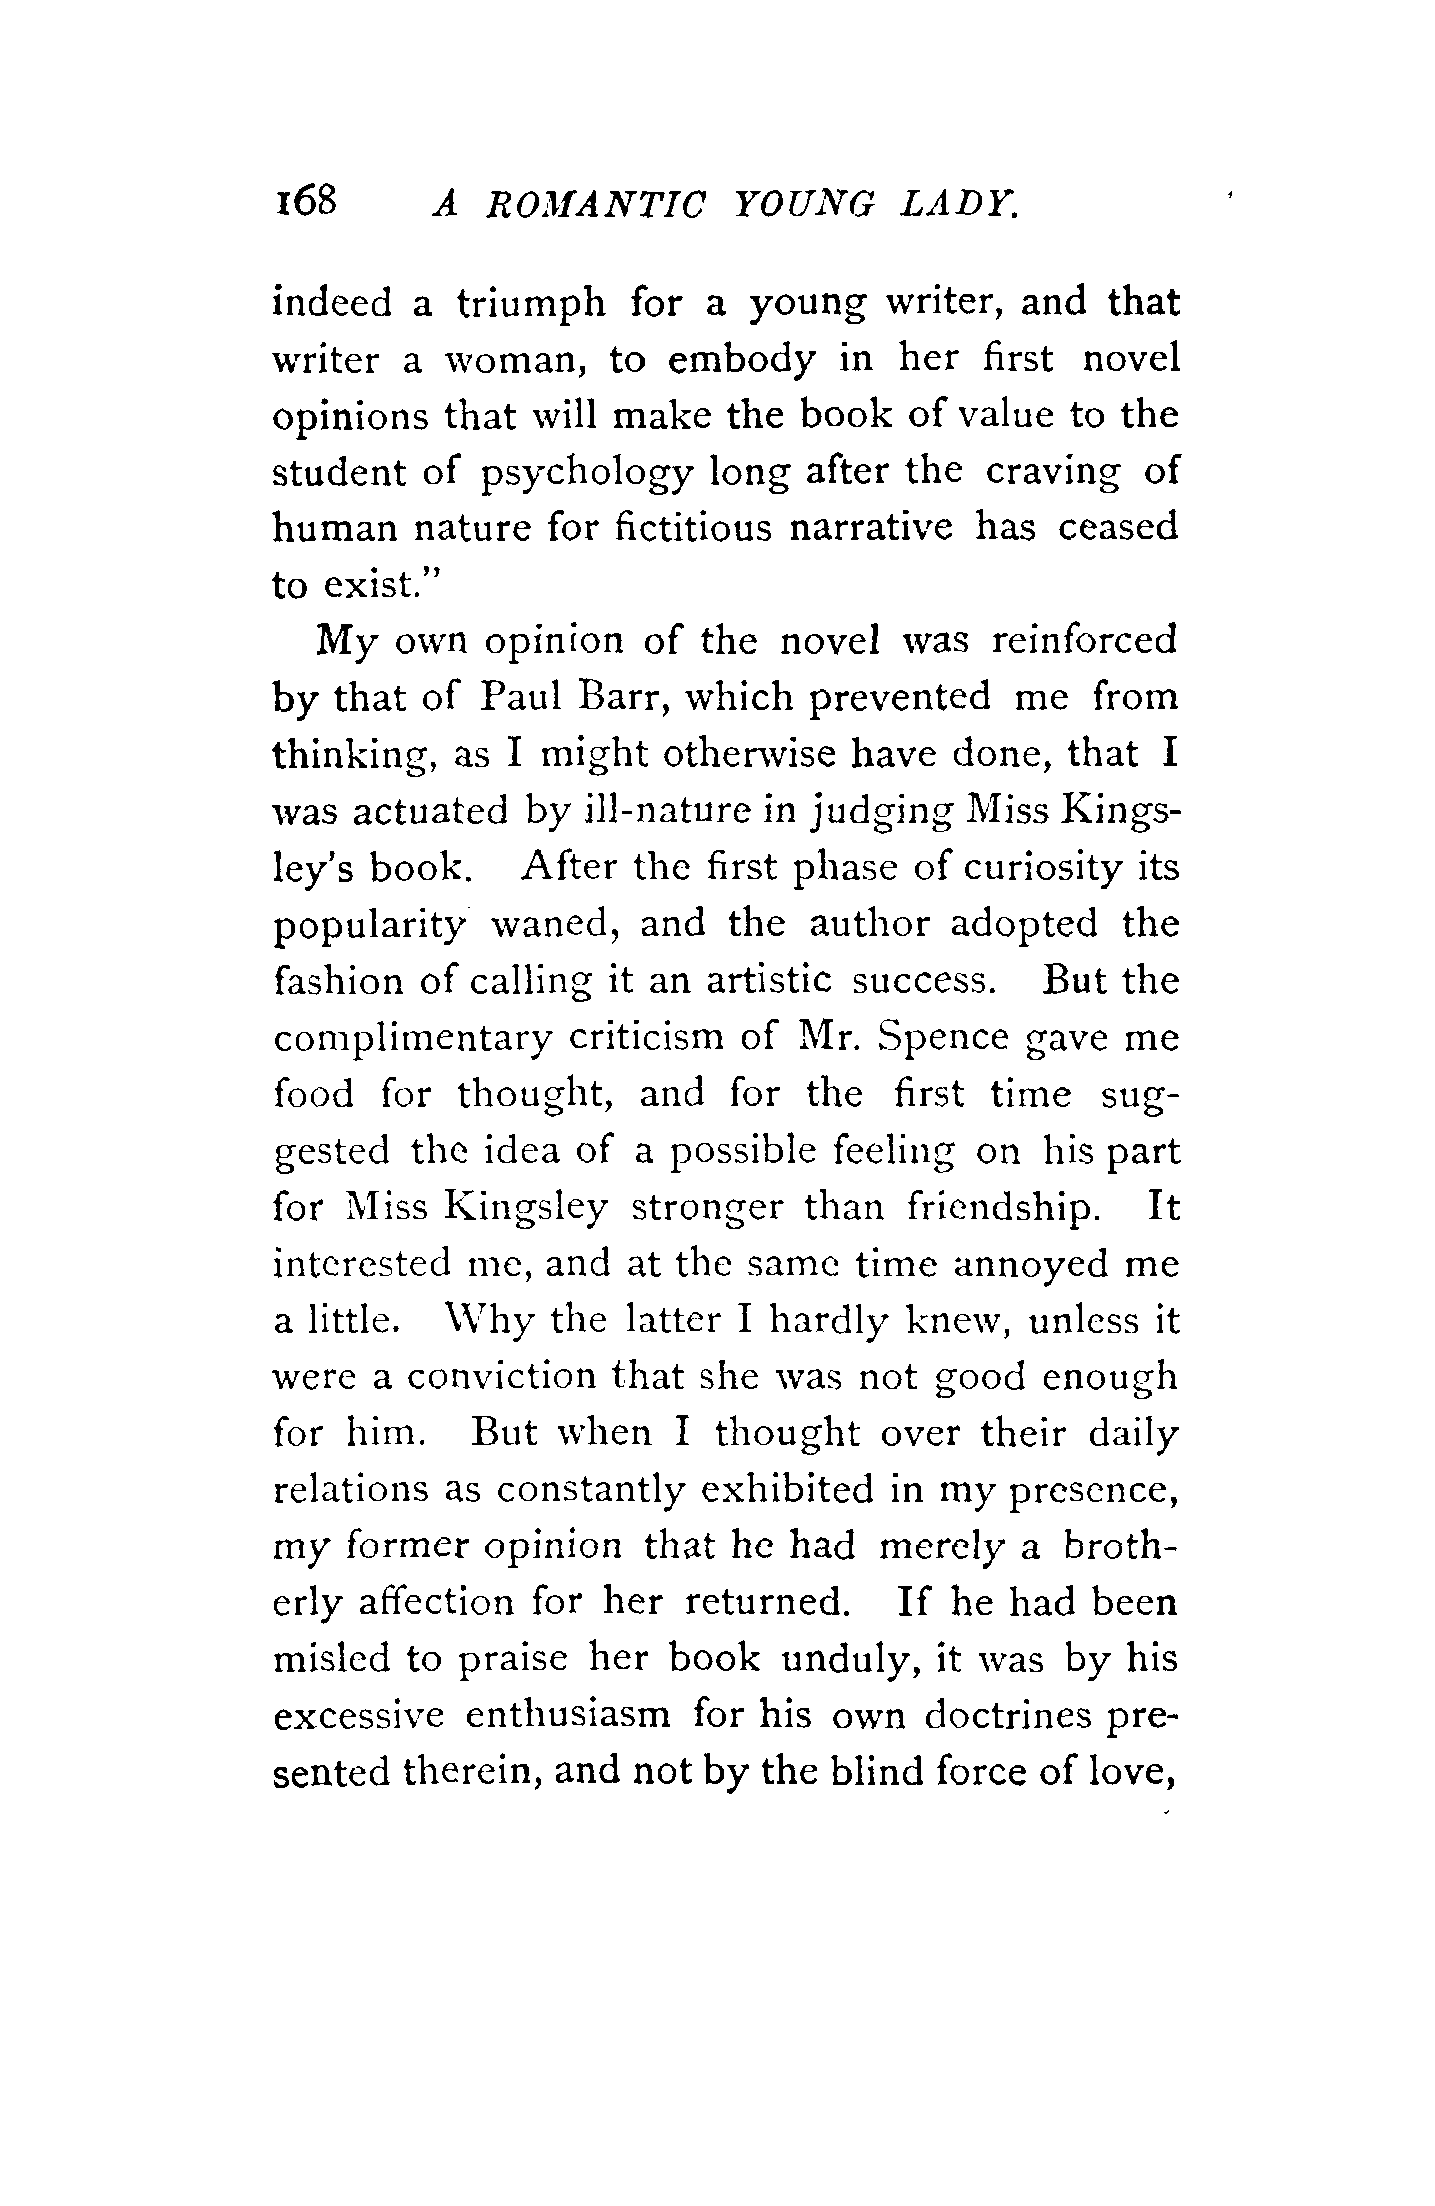 168 A ROMANTIC YOUNG LADY.
indeed a triumph for a young writer, and that
writer a woman, to embody in her first novel
opinions that will make the book of value to the
student of psychology long after the craving of
human nature for fictitious narrative has ceased
to exist."
My own opinion of the novel was reinforced
by that of Paul Barr, which prevented me from
thinking, as I might otherwise have done, that I
was actuated by ill-nature in judging Miss Kings-
ley's book. After the first phase of curiosity its
popularity waned, and the author adopted the
fashion of calling it an artistic success. But the
complimentary criticism of Mr. Spence gave me
food for thought, and for the first time sug-
gested the idea of a possible feeling on his part
for Miss Kingsley stronger than friendship. It
interested me, and at the same time annoyed me
a little. Why the latter I hardly knew, unless it
were a conviction that she was not good enough
for him. But when I thought over their daily
relations as constantly exhibited in my presence,
my former opinion that he had merely a broth-
erly affection for her returned. If he had been
misled to praise her book unduly, it was by his
excessive enthusiasm for his own doctrines pre-
sented therein, and not by the blind force of love,